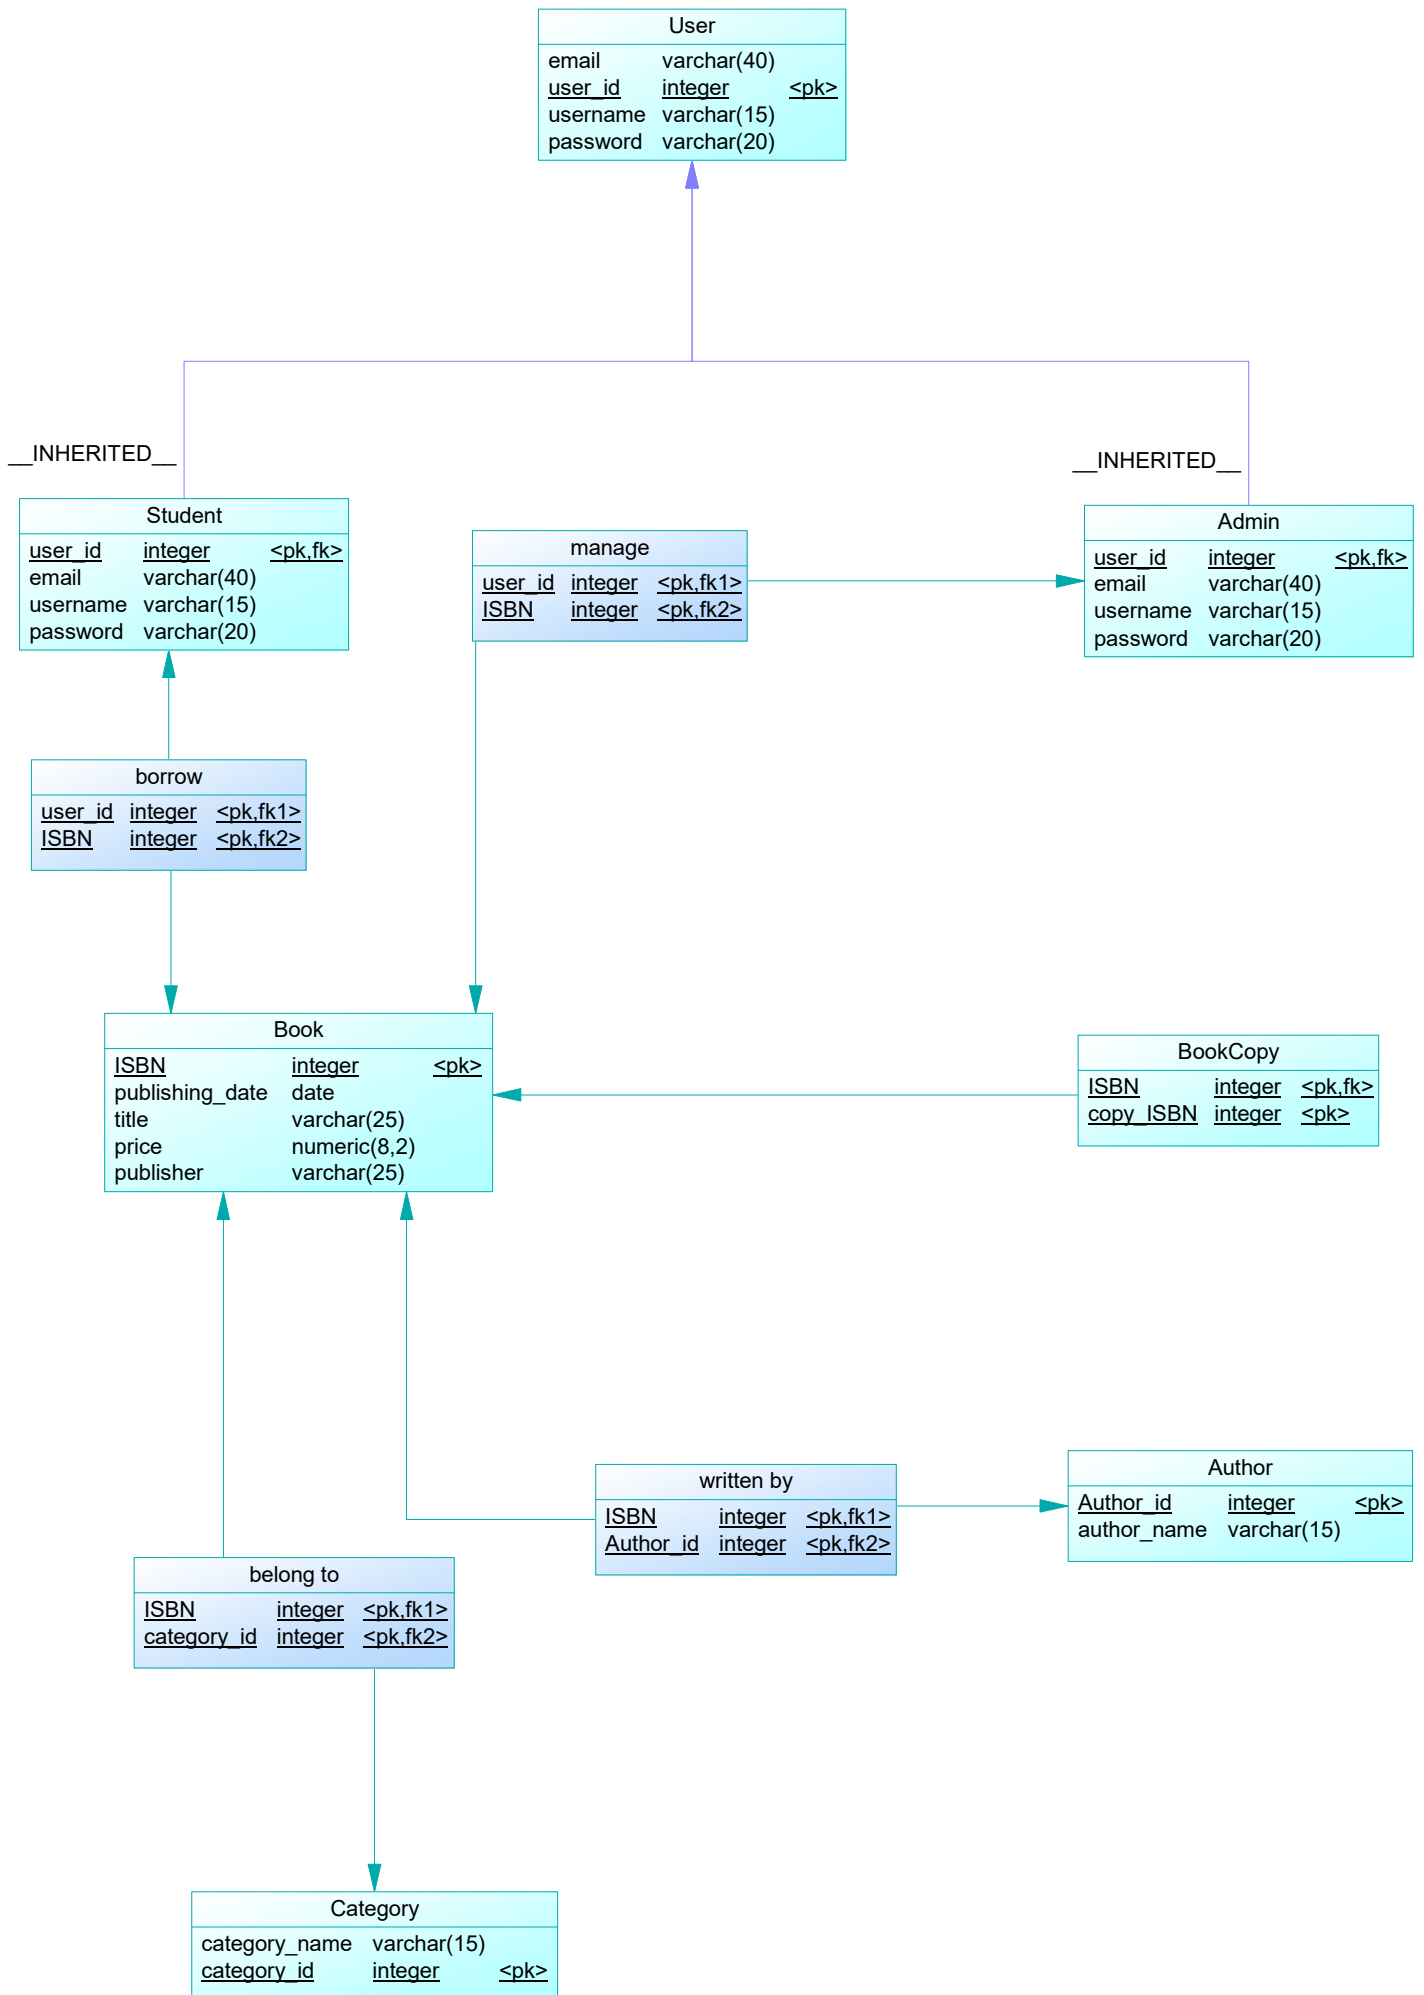 User
email varchar(40)
user_id integer <pk>
username varchar(15)
password varchar(20)
__INHERITED__
__INHERITED__
Student
user_id integer <pk,fk>
email varchar(40)
username varchar(15)
password varchar(20)
manage
user_id integer <pk,fk1>
ISBN integer <pk,fk2>
Admin
user_id integer <pk,fk>
email varchar(40)
username varchar(15)
password varchar(20)
borrow
user_id integer <pk,fk1>
ISBN integer <pk,fk2>
Book
ISBN integer <pk>
publishing_date date
title varchar(25)
price numeric(8,2)
publisher varchar(25)
BookCopy
ISBN integer <pk,fk>
copy_ISBN integer <pk>
written by
ISBN integer <pk,fk1>
Author_id integer <pk,fk2>
Author
Author_id integer <pk>
author_name varchar(15)
belong to
ISBN integer <pk,fk1>
category_id integer <pk,fk2>
Category
category_name varchar(15)
category_id integer <pk>